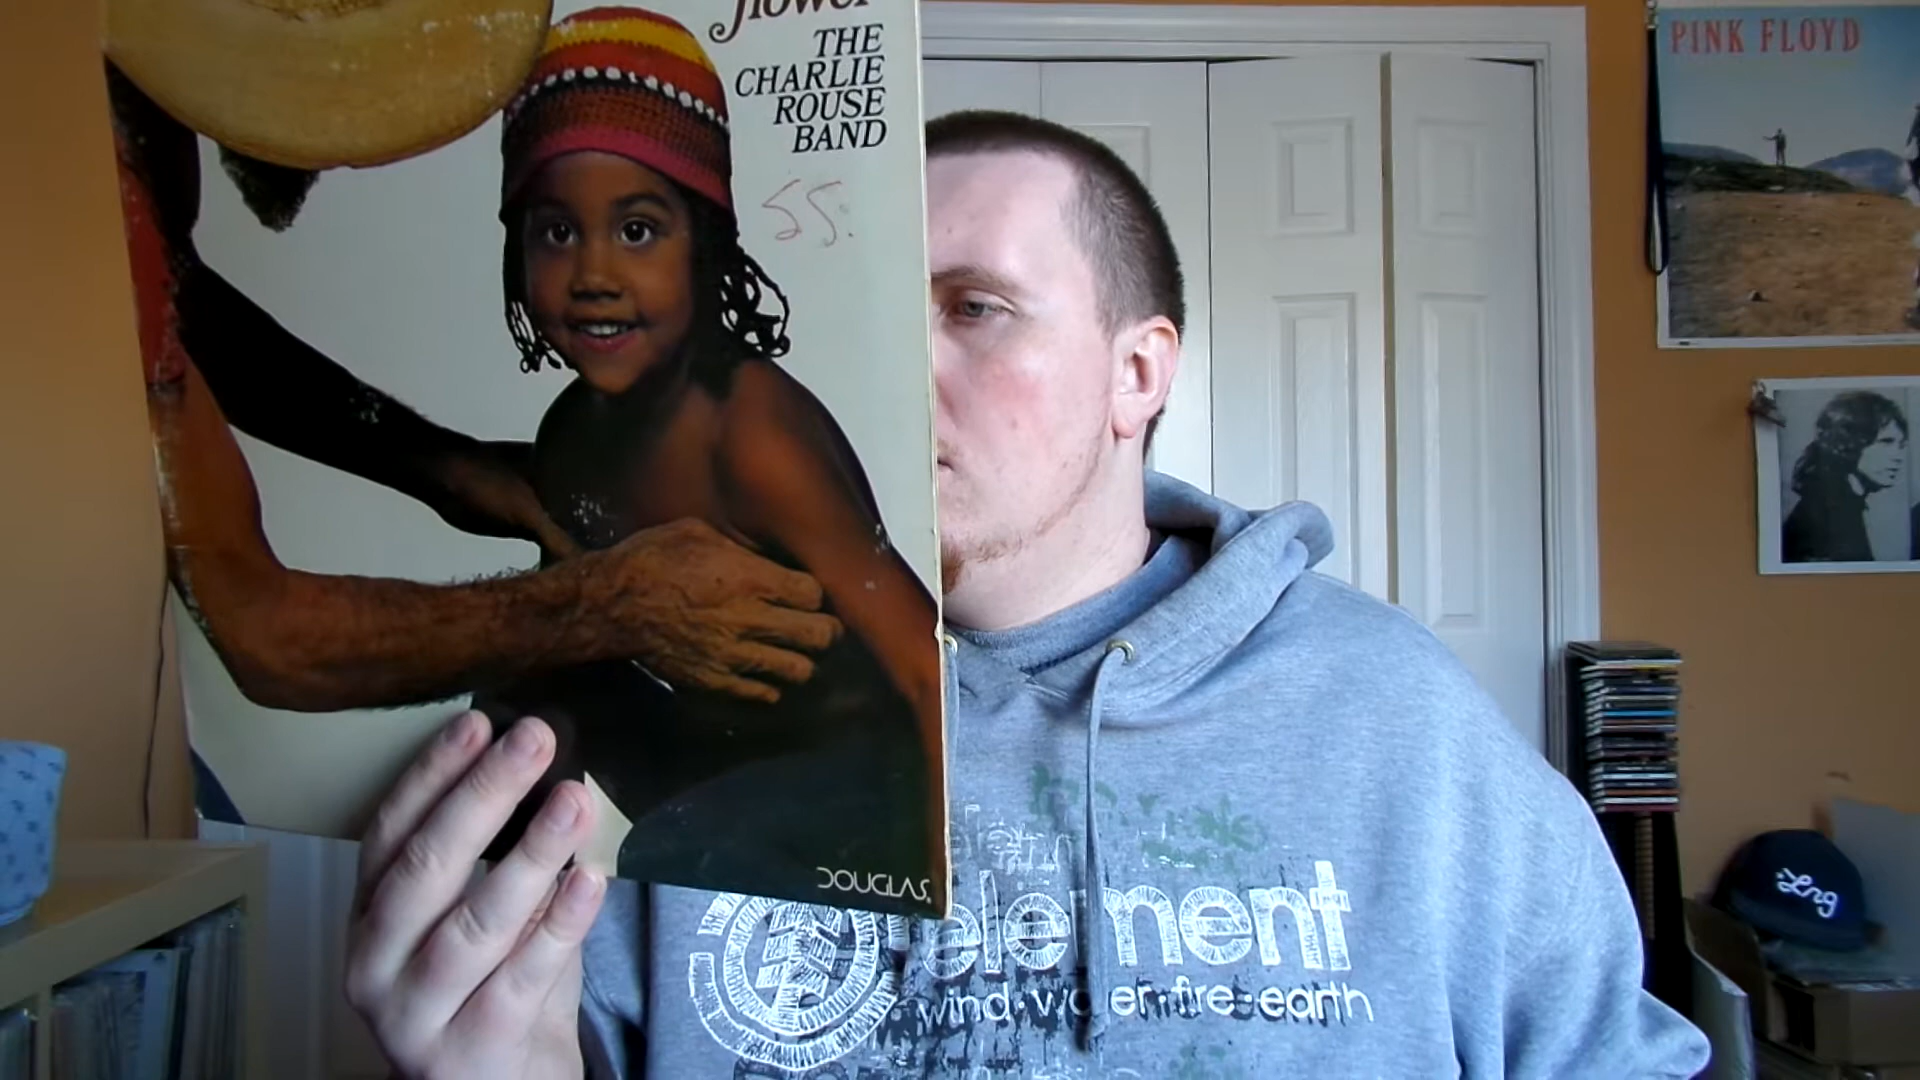 flower
THE
CHARLIE
ROUSE
BAND
55.
DOUGLAS.
PINK FLOYD
element
wind·water·fire·earth
Lrg